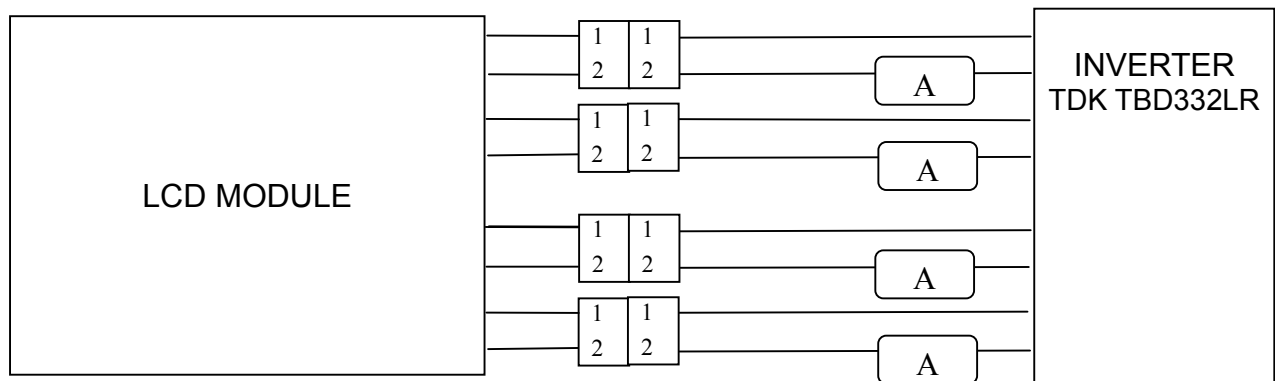 LCD MODULE
1 1
2 2
A
1 1
2 2
A
1 1
2 2
A
1 1
2 2
A
INVERTER
TDK TBD332LR